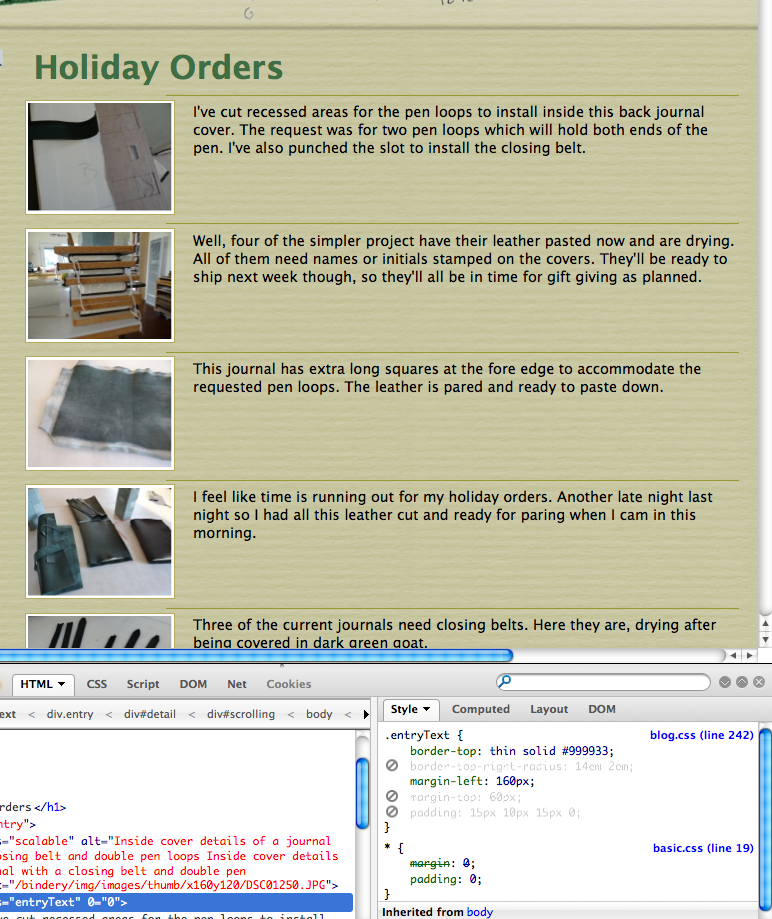 G
Holiday Orders
I've cut recessed areas for the pen loops to install inside this back journal
cover. The request was for two pen loops which will hold both ends of the
pen. I've also punched the slot to install the closing belt.
Well, four of the simpler project have their leather pasted now and are drying.
All of them need names or initials stamped on the covers. They'll be ready to
ship next week though, so they'll all be in time for gift giving as planned.
This journal has extra long squares at the fore edge to accommodate the
requested pen loops. The leather is pared and ready to paste down.
I feel like time is running out for my holiday orders. Another late night last
night so I had all this leather cut and ready for paring when I cam in this
morning.
Three of the current journals need closing belts. Here they are, drying after
being covered in dark green goat.
HTML CSS Script DOM Net Cookies
ext < div.entry < div#detail < div#scrolling < body <
rders</h1>
ntry">
s="scalable" alt="Inside cover details of a journal
osing belt and double pen loops Inside cover details
nal with a closing belt and double pen
t="/bindery/img/images/thumb/x160y120/DSC01250.JPG">
s="entryText" 0="0">
ve cut recessed areas for the pen loops to install
Style Computed Layout DOM
.entryText { blog.css (line 242)
border-top: thin solid #999933;
border-top-right-radius: 14em 2em;
margin-left: 160px;
margin-top: 60px;
padding: 15px 10px 15px 0;
}
* { basic.css (line 19)
margin: 0;
padding: 0;
}
Inherited from body